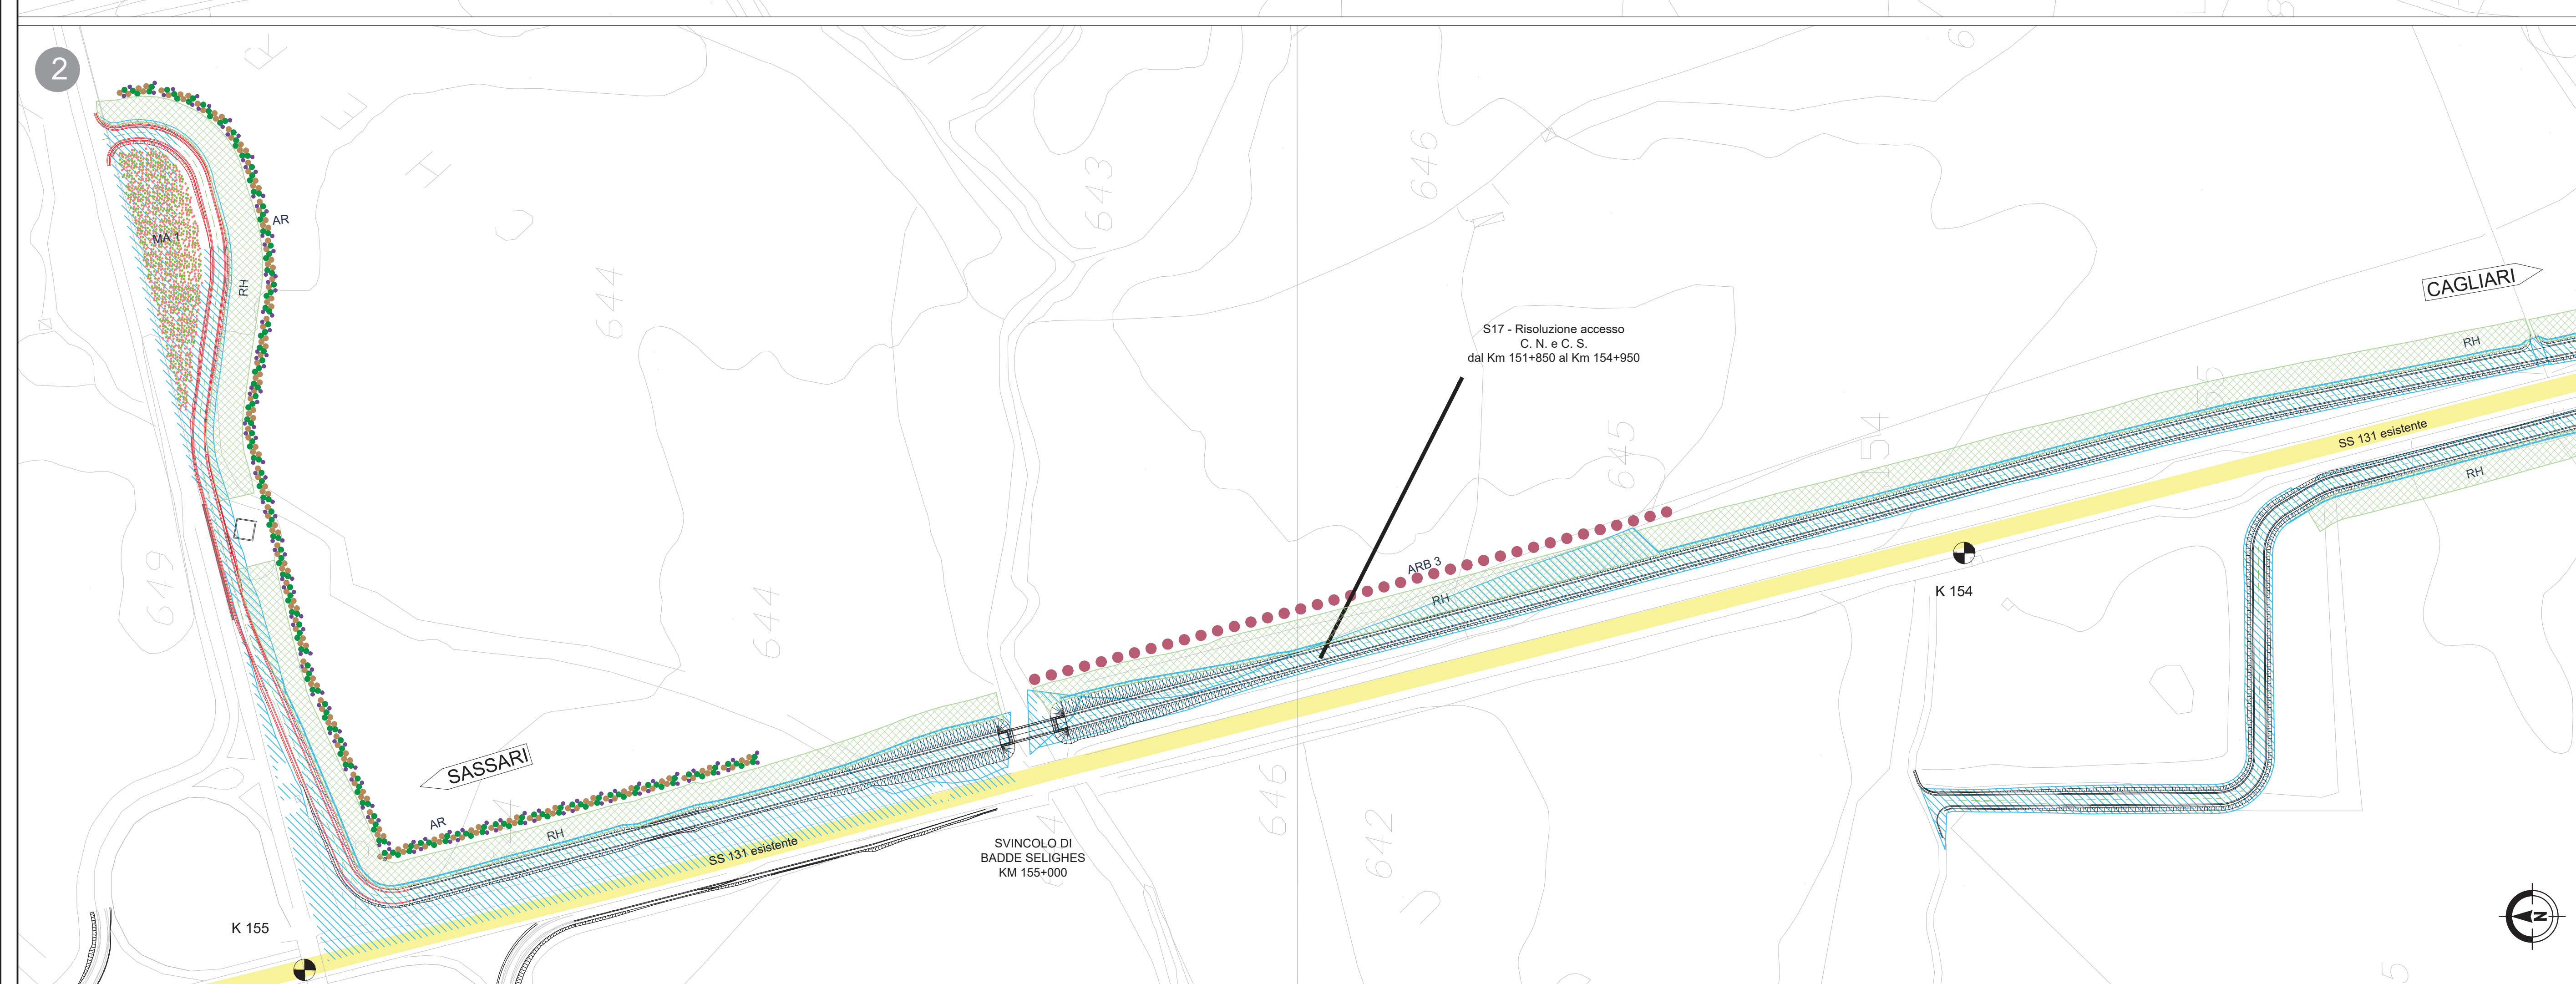 2
AR
MA 1
RH
CAGLIARI
S17 - Risoluzione accesso
C. N. e C. S.
dal Km 151+850 al Km 154+950
643
646
644
645
154
RH
SS 131 esistente
RH
ARB 3
RH
K 154
649
644
SASSARI
AR
RH
SS 131 esistente
SVINCOLO DI
BADDE SELIGHES
KM 155+000
646
642
K 155
N